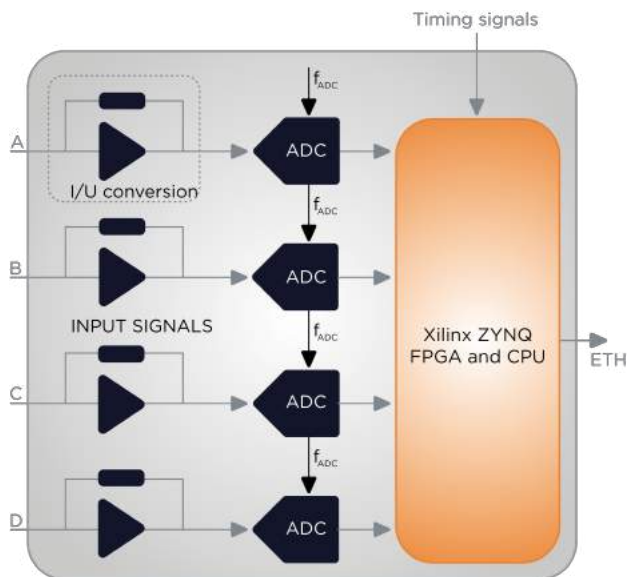 Timing signals
f_ADC
A
ADC
I/U conversion
f_ADC
B
ADC
INPUT SIGNALS
f_ADC
Xilinx ZYNQ
FPGA and CPU
ETH
C
ADC
f_ADC
D
ADC